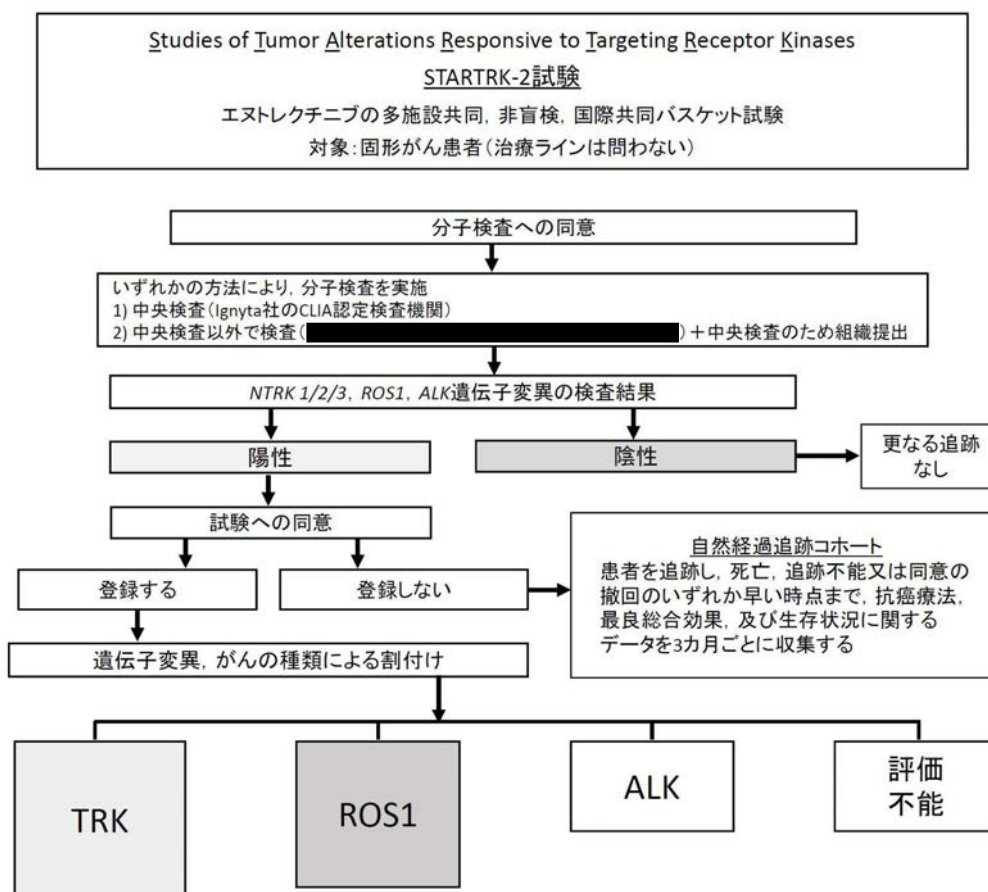 Studies of Tumor Alterations Responsive to Targeting Receptor Kinases
STARTRK-2試験
エヌトレクチニブの多施設共同, 非盲検, 国際共同バスケット試験
対象:固形がん患者(治療ラインは問わない)
分子検査への同意
いずれかの方法により, 分子検査を実施
1) 中央検査(Ignyta社のCLIA認定検査機関)
2) 中央検査以外で検査( )+中央検査のため組織提出
NTRK 1/2/3, ROS1, ALK遺伝子変異の検査結果
陽性
陰性
更なる追跡
なし
試験への同意
登録する
登録しない
自然経過追跡コホート
患者を追跡し, 死亡, 追跡不能又は同意の
撤回のいずれか早い時点まで, 抗癌療法,
最良総合効果, 及び生存状況に関する
データを3カ月ごとに収集する
遺伝子変異, がんの種類による割付け
TRK
ROS1
ALK
評価
不能